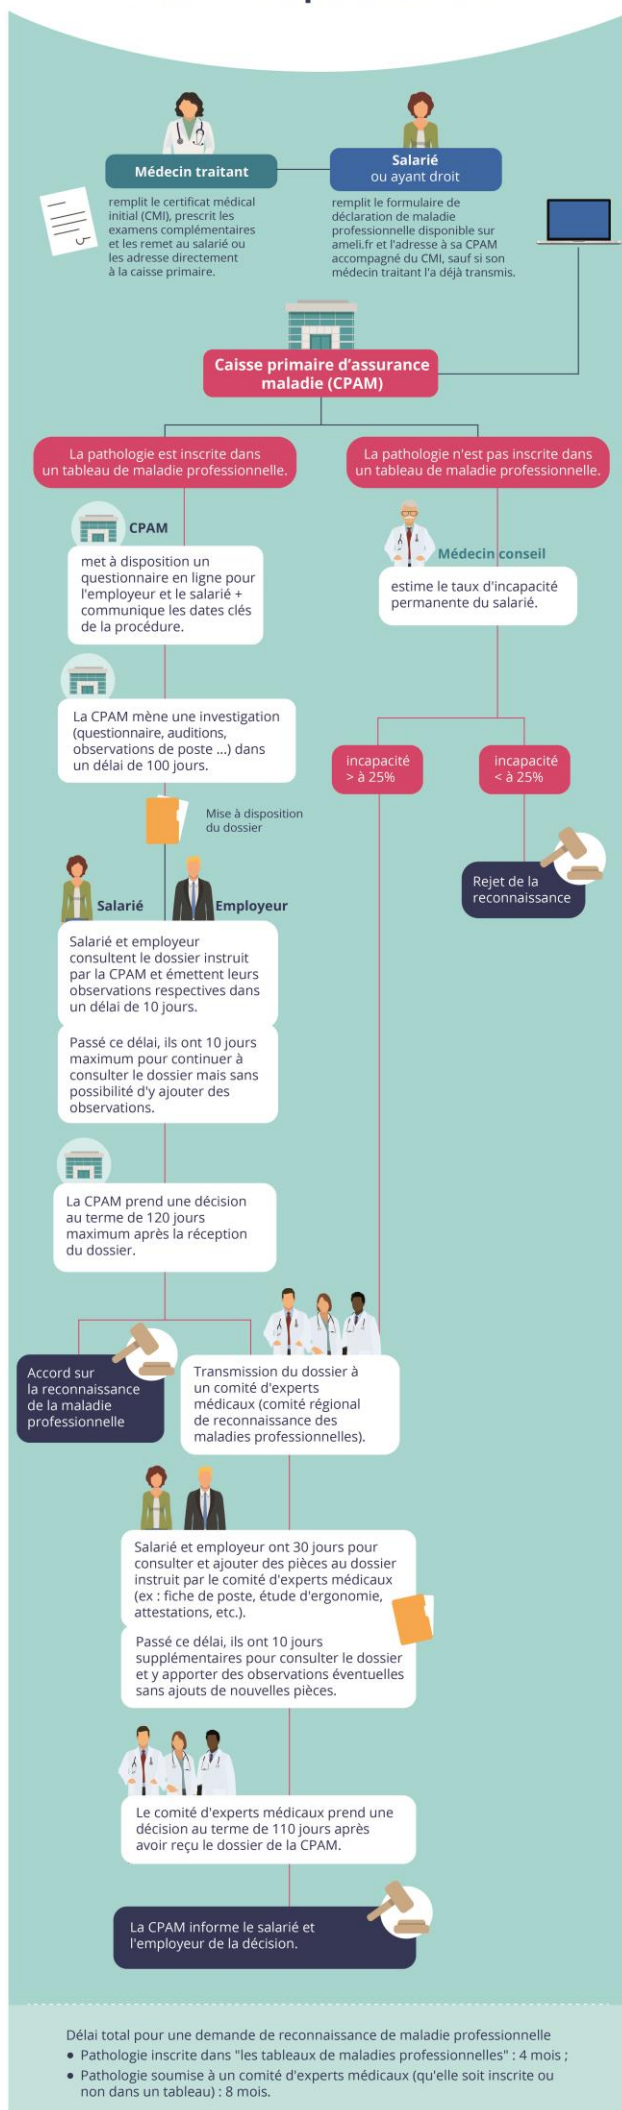 Médecin traitant
remplit le certificat médical
initial (CMI), prescrit les
examens complémentaires
et les remet au salarié ou
les adresse directement
à la caisse primaire.
Salarié
ou ayant droit
remplit le formulaire de
déclaration de maladie
professionnelle disponible sur
ameli.fr et l'adresse à sa CPAM
accompagné du CMI, sauf si son
médecin traitant l'a déjà transmis.
Caisse primaire d’assurance
maladie (CPAM)
La pathologie est inscrite dans
un tableau de maladie professionnelle.
La pathologie n'est pas inscrite dans
un tableau de maladie professionnelle.
CPAM
met à disposition un
questionnaire en ligne pour
l'employeur et le salarié +
communique les dates clés
de la procédure.
Médecin conseil
estime le taux d'incapacité
permanente du salarié.
La CPAM mène une investigation
(questionnaire, auditions,
observations de poste ...) dans
un délai de 100 jours.
incapacité
> à 25%
incapacité
< à 25%
Mise à disposition
du dossier
Rejet de la
reconnaissance
Salarié
Employeur
Salarié et employeur
consultent le dossier instruit
par la CPAM et émettent leurs
observations respectives dans
un délai de 10 jours.
Passé ce délai, ils ont 10 jours
maximum pour continuer à
consulter le dossier mais sans
possibilité d'y ajouter des
observations.
La CPAM prend une décision
au terme de 120 jours
maximum après la réception
du dossier.
Accord sur
la reconnaissance
de la maladie
professionnelle
Transmission du dossier à
un comité d'experts
médicaux (comité régional
de reconnaissance des
maladies professionnelles).
Salarié et employeur ont 30 jours pour
consulter et ajouter des pièces au dossier
instruit par le comité d'experts médicaux
(ex : fiche de poste, étude d'ergonomie,
attestations, etc.).
Passé ce délai, ils ont 10 jours
supplémentaires pour consulter le dossier
et y apporter des observations éventuelles
sans ajouts de nouvelles pièces.
Le comité d'experts médicaux prend une
décision au terme de 110 jours après
avoir reçu le dossier de la CPAM.
La CPAM informe le salarié et
l'employeur de la décision.
Délai total pour une demande de reconnaissance de maladie professionnelle
• Pathologie inscrite dans "les tableaux de maladies professionnelles" : 4 mois ;
• Pathologie soumise à un comité d'experts médicaux (qu'elle soit inscrite ou
non dans un tableau) : 8 mois.